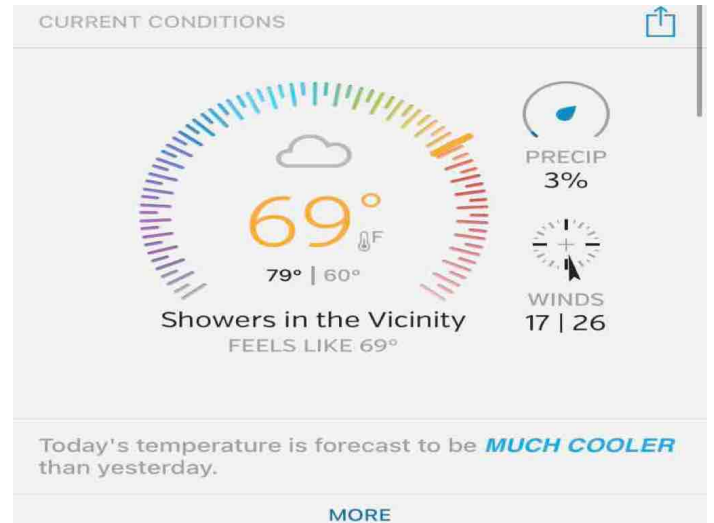 CURRENT CONDITIONS
PRECIP
3%
69°
F
79° | 60°
WINDS
17 | 26
Showers in the Vicinity
FEELS LIKE 69°
Today's temperature is forecast to be MUCH COOLER
than yesterday.
MORE